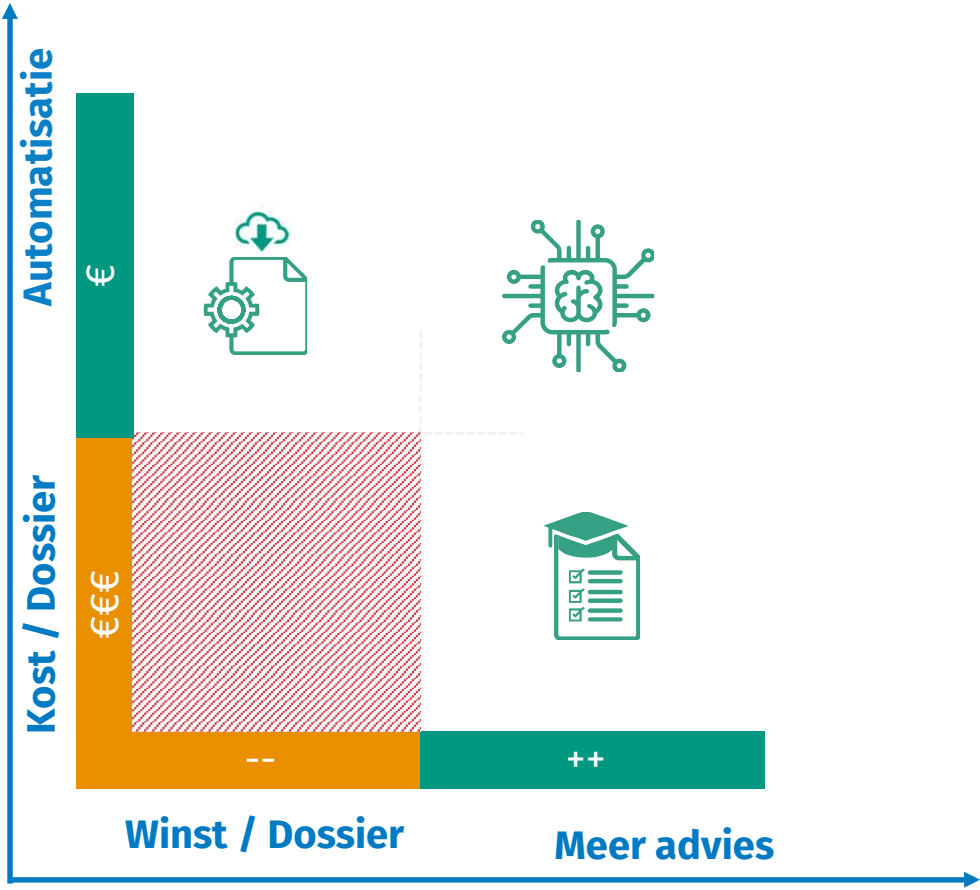 Automatisatie
€
Kost / Dossier
€€€
--
++
Winst / Dossier
Meer advies